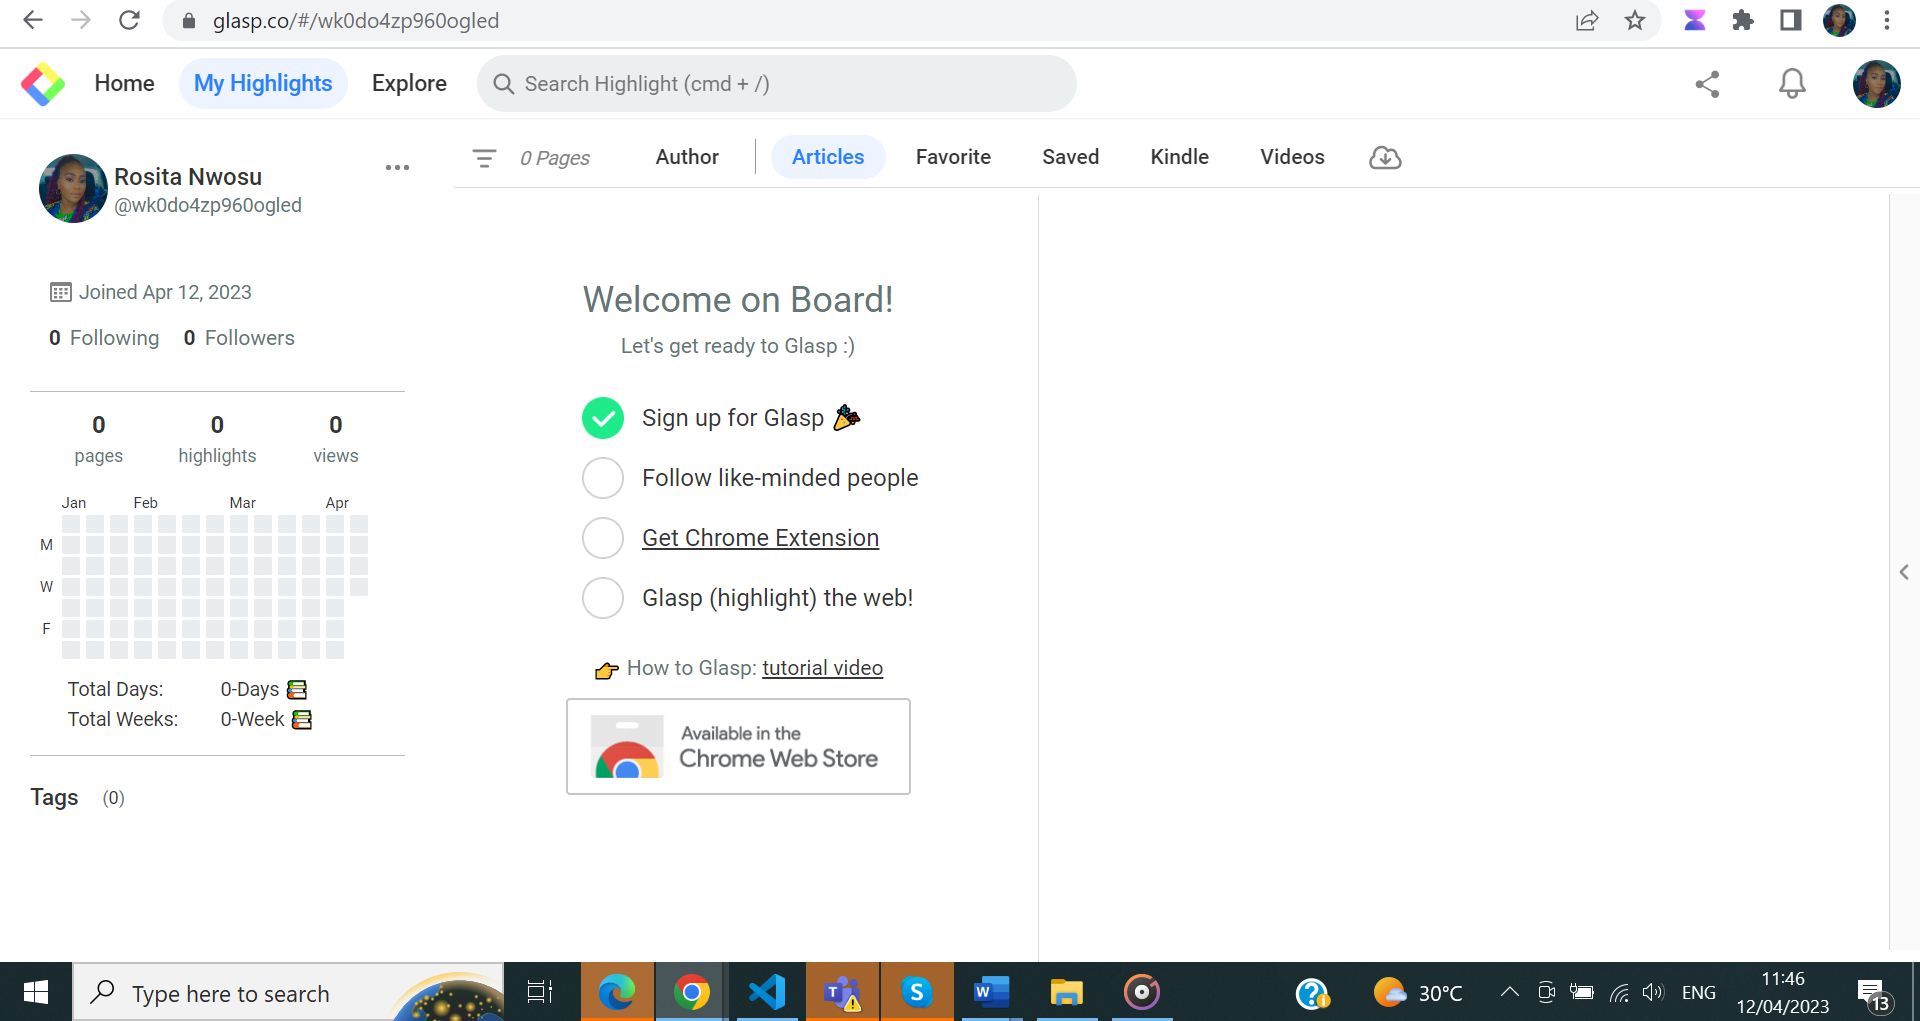 glasp.co/#/wk0do4zp960ogled
Home My Highlights Explore Search Highlight (cmd + /)
Rosita Nwosu
@wk0do4zp960ogled
Joined Apr 12, 2023
0 Following 0 Followers
0 0 0
pages highlights views
Jan Feb Mar Apr
M
W
F
Total Days: 0-Days
Total Weeks: 0-Week
Tags (0)
0 Pages Author Articles Favorite Saved Kindle Videos
Welcome on Board!
Let's get ready to Glasp :)
Sign up for Glasp
Follow like-minded people
Get Chrome Extension
Glasp (highlight) the web!
How to Glasp: tutorial video
Available in the
Chrome Web Store
Type here to search
T
S
W
30°C
ENG
11:46
12/04/2023
13